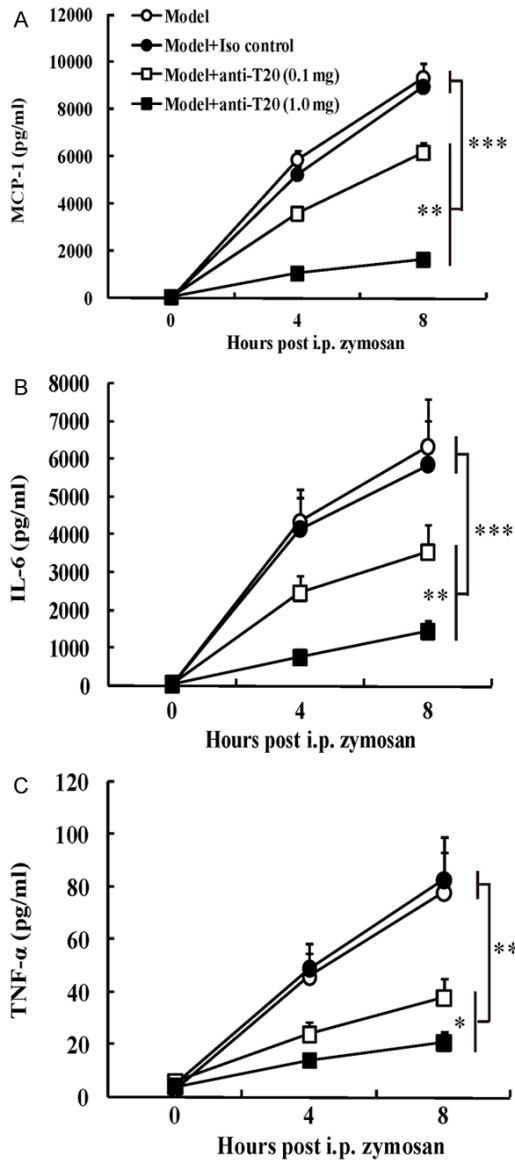 A
Model
Model+Iso control
Model+anti-T20 (0.1 mg)
Model+anti-T20 (1.0 mg)
MCP-1 (pg/ml)
12000
10000
8000
6000
4000
2000
0
***
**
0 4 8
Hours post i.p. zymosan
B
IL-6 (pg/ml)
8000
7000
6000
5000
4000
3000
2000
1000
0
***
**
0 4 8
Hours post i.p. zymosan
C
TNF-α (pg/ml)
120
100
80
60
40
20
0
**
*
0 4 8
Hours post i.p. zymosan